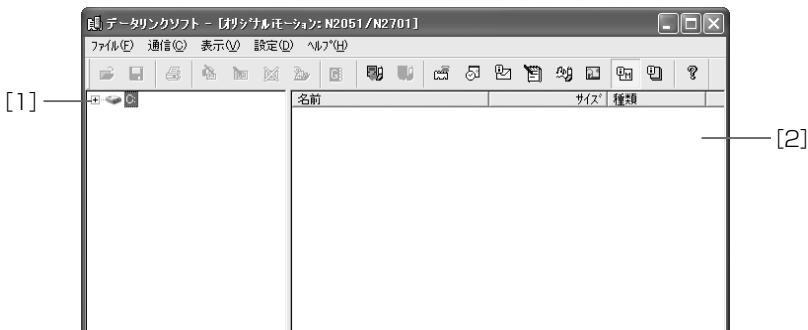 データリンクソフト - [オリジナルiモーション: N2051/N2701]
ファイル(F) 通信(C) 表示(V) 設定(D) ヘルプ(H)
[1]
C:
名前 サイズ 種類
[2]